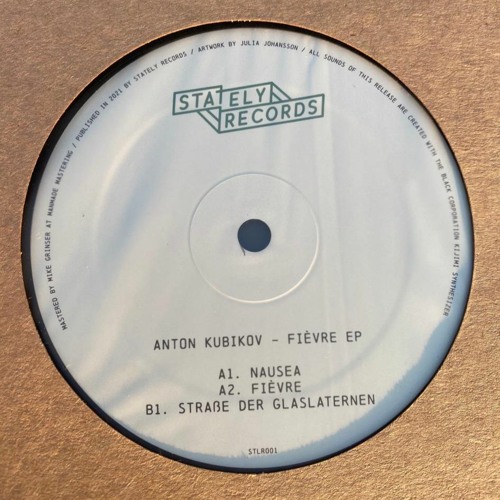 MASTERED BY MIKE GRINSER AT MANMADE MASTERING / PUBLISHED IN 2021 BY STATELY RECORDS / ARTWORK BY JULIA JOHANSSON / ALL SOUNDS OF THIS RELEASE ARE CREATED WITH THE BLACK CORPORATION KIJIMI SYNTHESIZER
STATELY
RECORDS
ANTON KUBIKOV – FIÈVRE EP
A1. NAUSEA
A2. FIÈVRE
B1. STRAßE DER GLASLATERNEN
STLR001